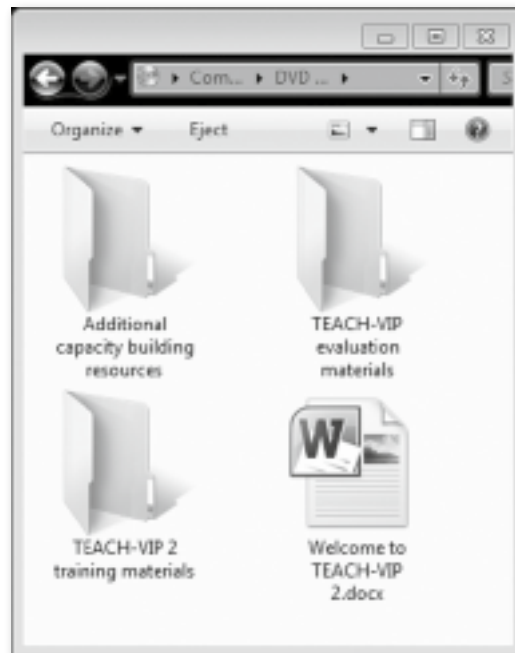 Com... DVD ... S
Organize Eject
Additional
capacity building
resources
TEACH-VIP
evaluation
materials
TEACH-VIP 2
training materials
W
Welcome to
TEACH-VIP
2.docx